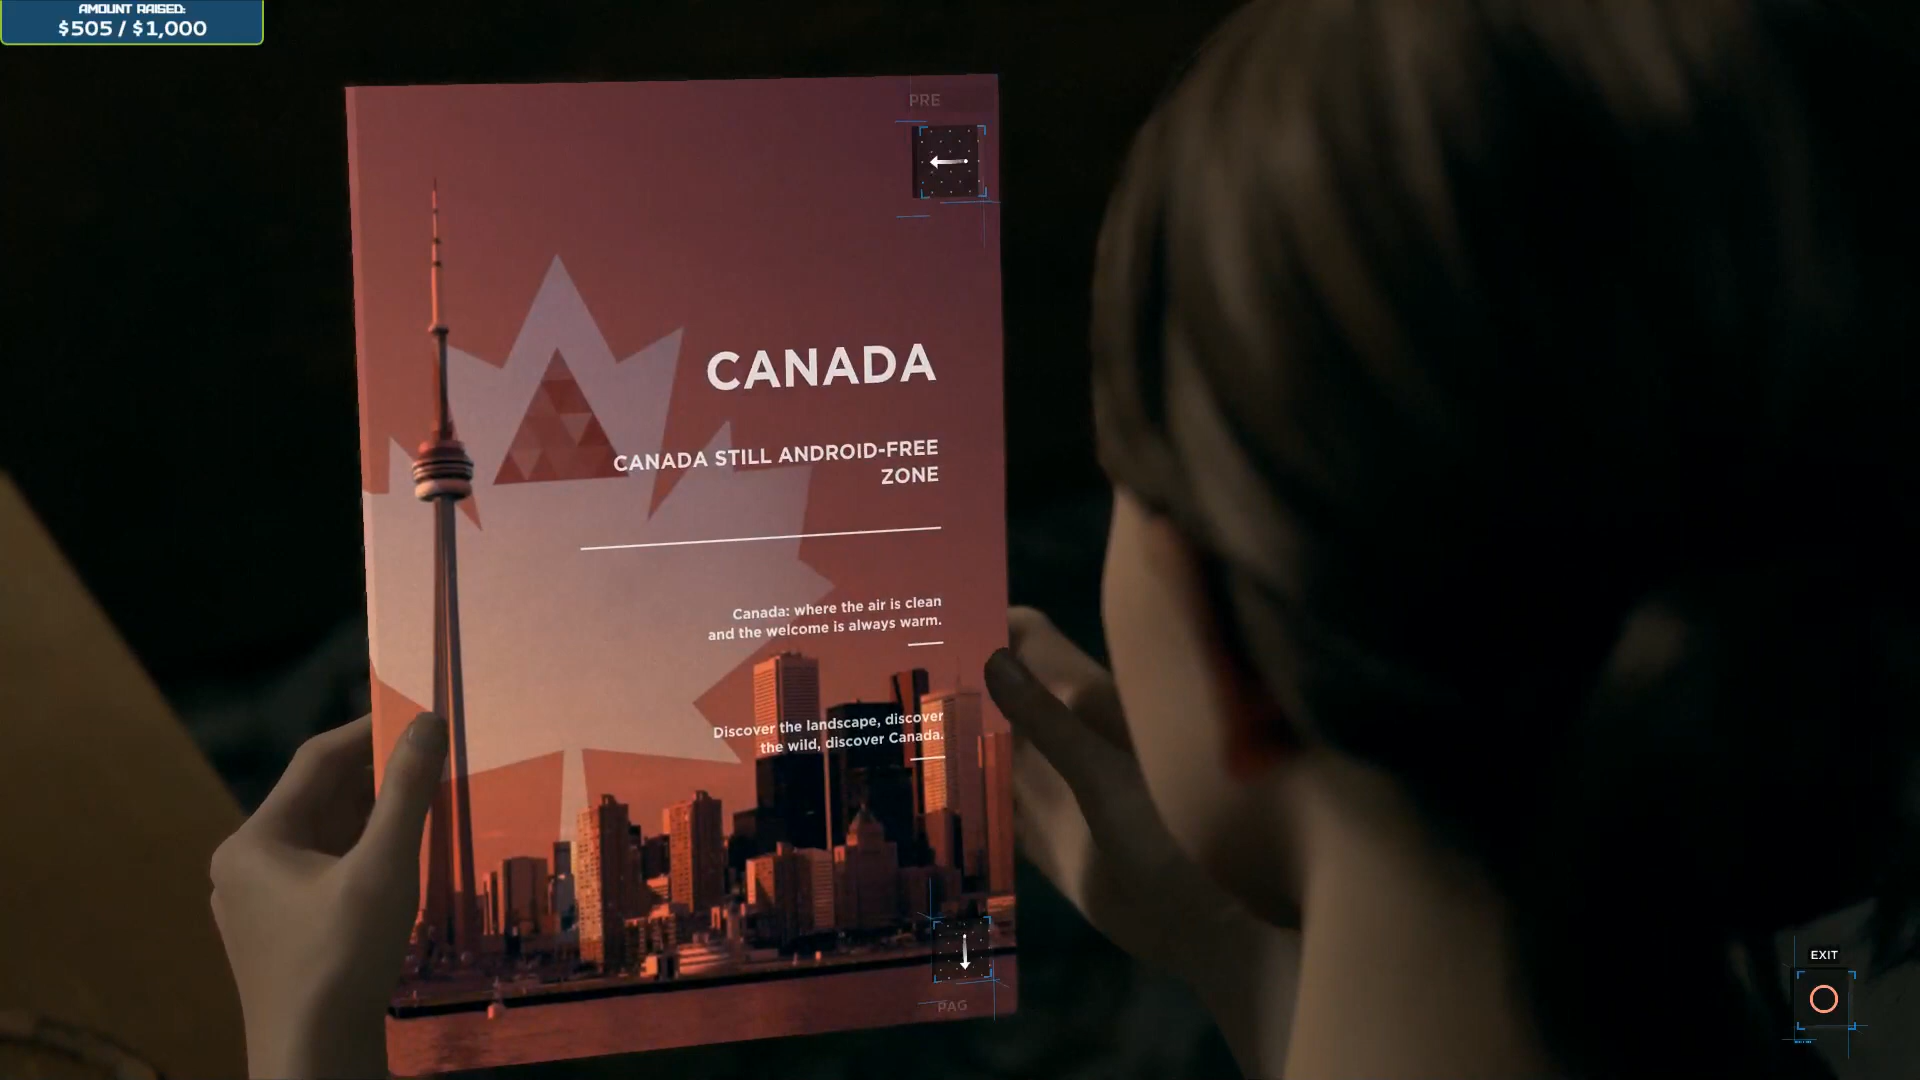 AMOUNT RAISED:
$505 / $1,000
PRE
CANADA
CANADA STILL ANDROID-FREE
ZONE
Canada: where the air is clean
and the welcome is always warm.
Discover the landscape, discover
the wild, discover Canada.
PAG
EXIT